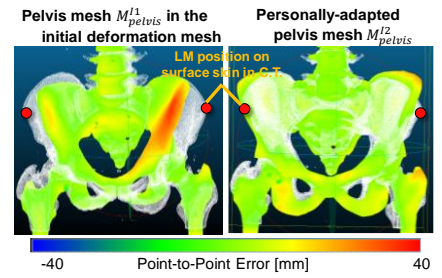 Pelvis mesh M_{pelvis}^{I1} in the
initial deformation mesh
Personally-adapted
pelvis mesh M_{pelvis}^{I2}
LM position on
surface skin in C.T.
-40 Point-to-Point Error [mm] 40